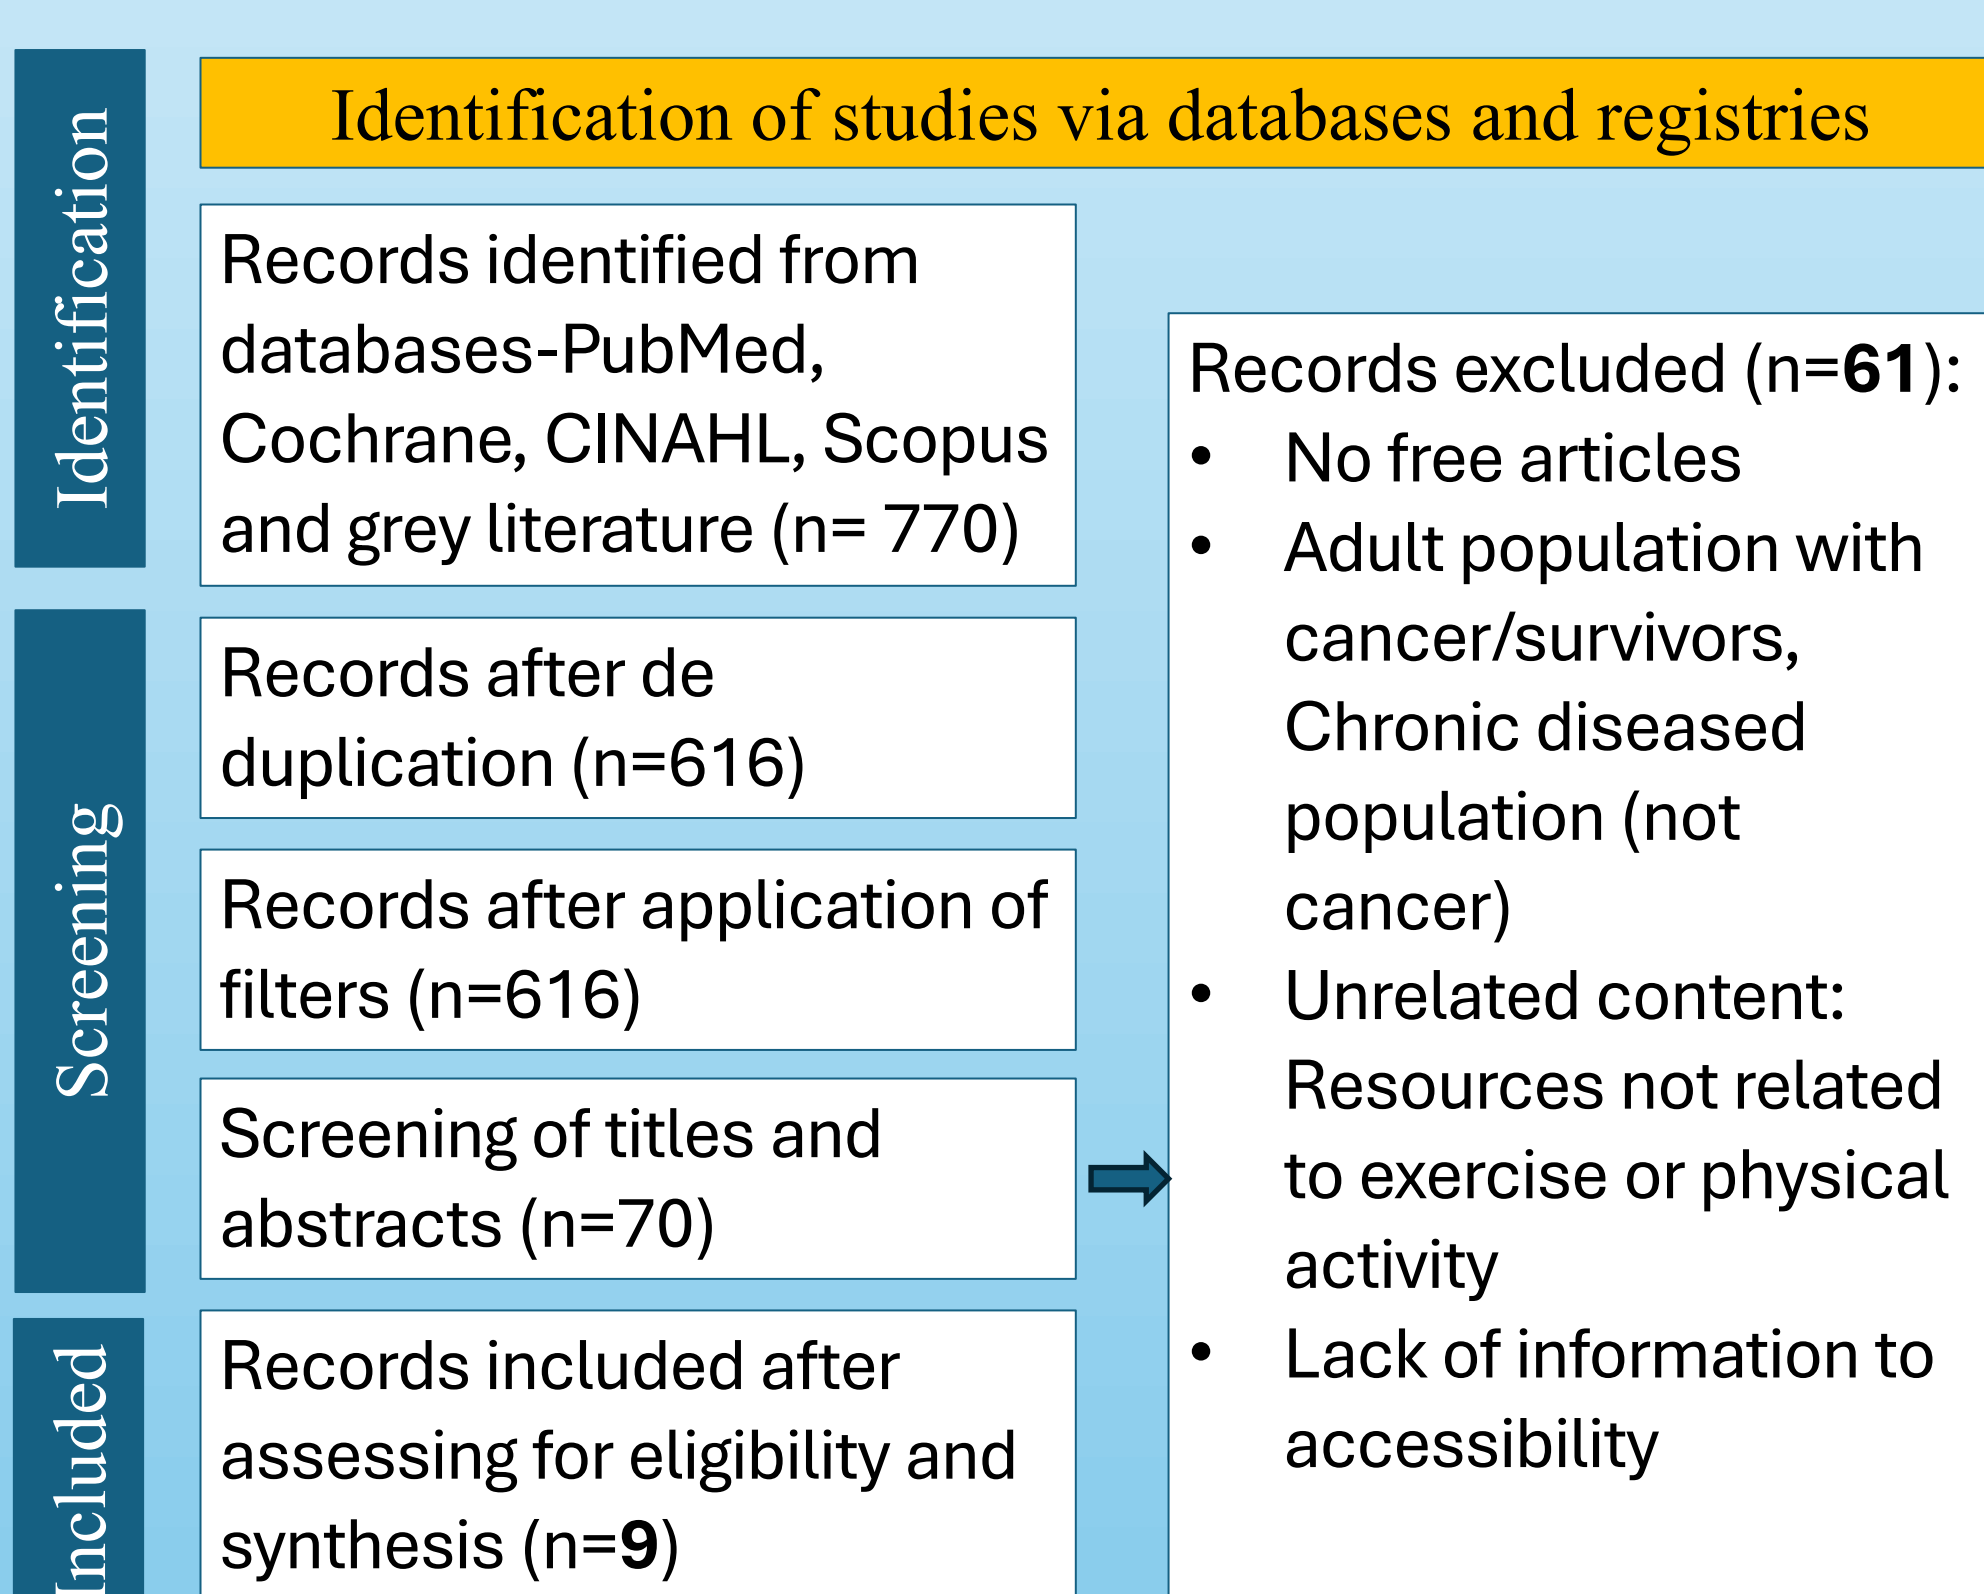 Identification
Identification of studies via databases and registries
Records identified from
databases-PubMed,
Cochrane, CINAHL, Scopus
and grey literature (n= 770)
Screening
Records after de
duplication (n=616)
Records after application of
filters (n=616)
Screening of titles and
abstracts (n=70)
Records excluded (n=61):
• No free articles
• Adult population with
cancer/survivors,
Chronic diseased
population (not
cancer)
• Unrelated content:
Resources not related
to exercise or physical
activity
• Lack of information to
accessibility
Included
Records included after
assessing for eligibility and
synthesis (n=9)